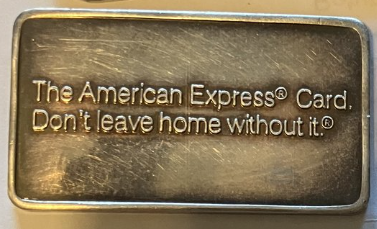 The American Express® Card.
Don't leave home without it.®